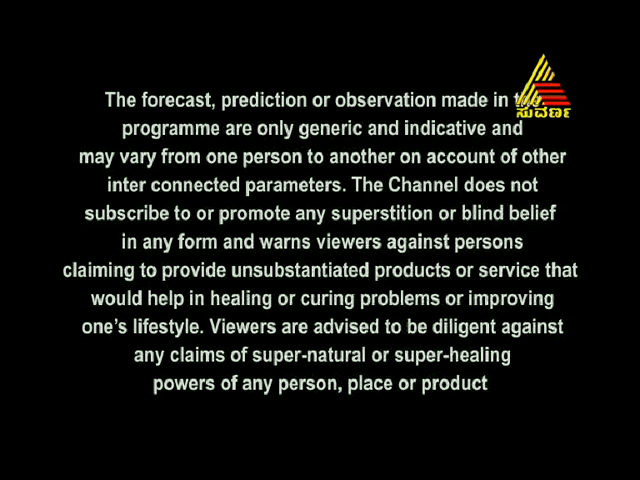 The forecast, prediction or observation made in the
programme are only generic and indicative and
may vary from one person to another on account of other
inter connected parameters. The Channel does not
subscribe to or promote any superstition or blind belief
in any form and warns viewers against persons
claiming to provide unsubstantiated products or service that
would help in healing or curing problems or improving
one's lifestyle. Viewers are advised to be diligent against
any claims of super-natural or super-healing
powers of any person, place or product
ಸುವರ್ಣ